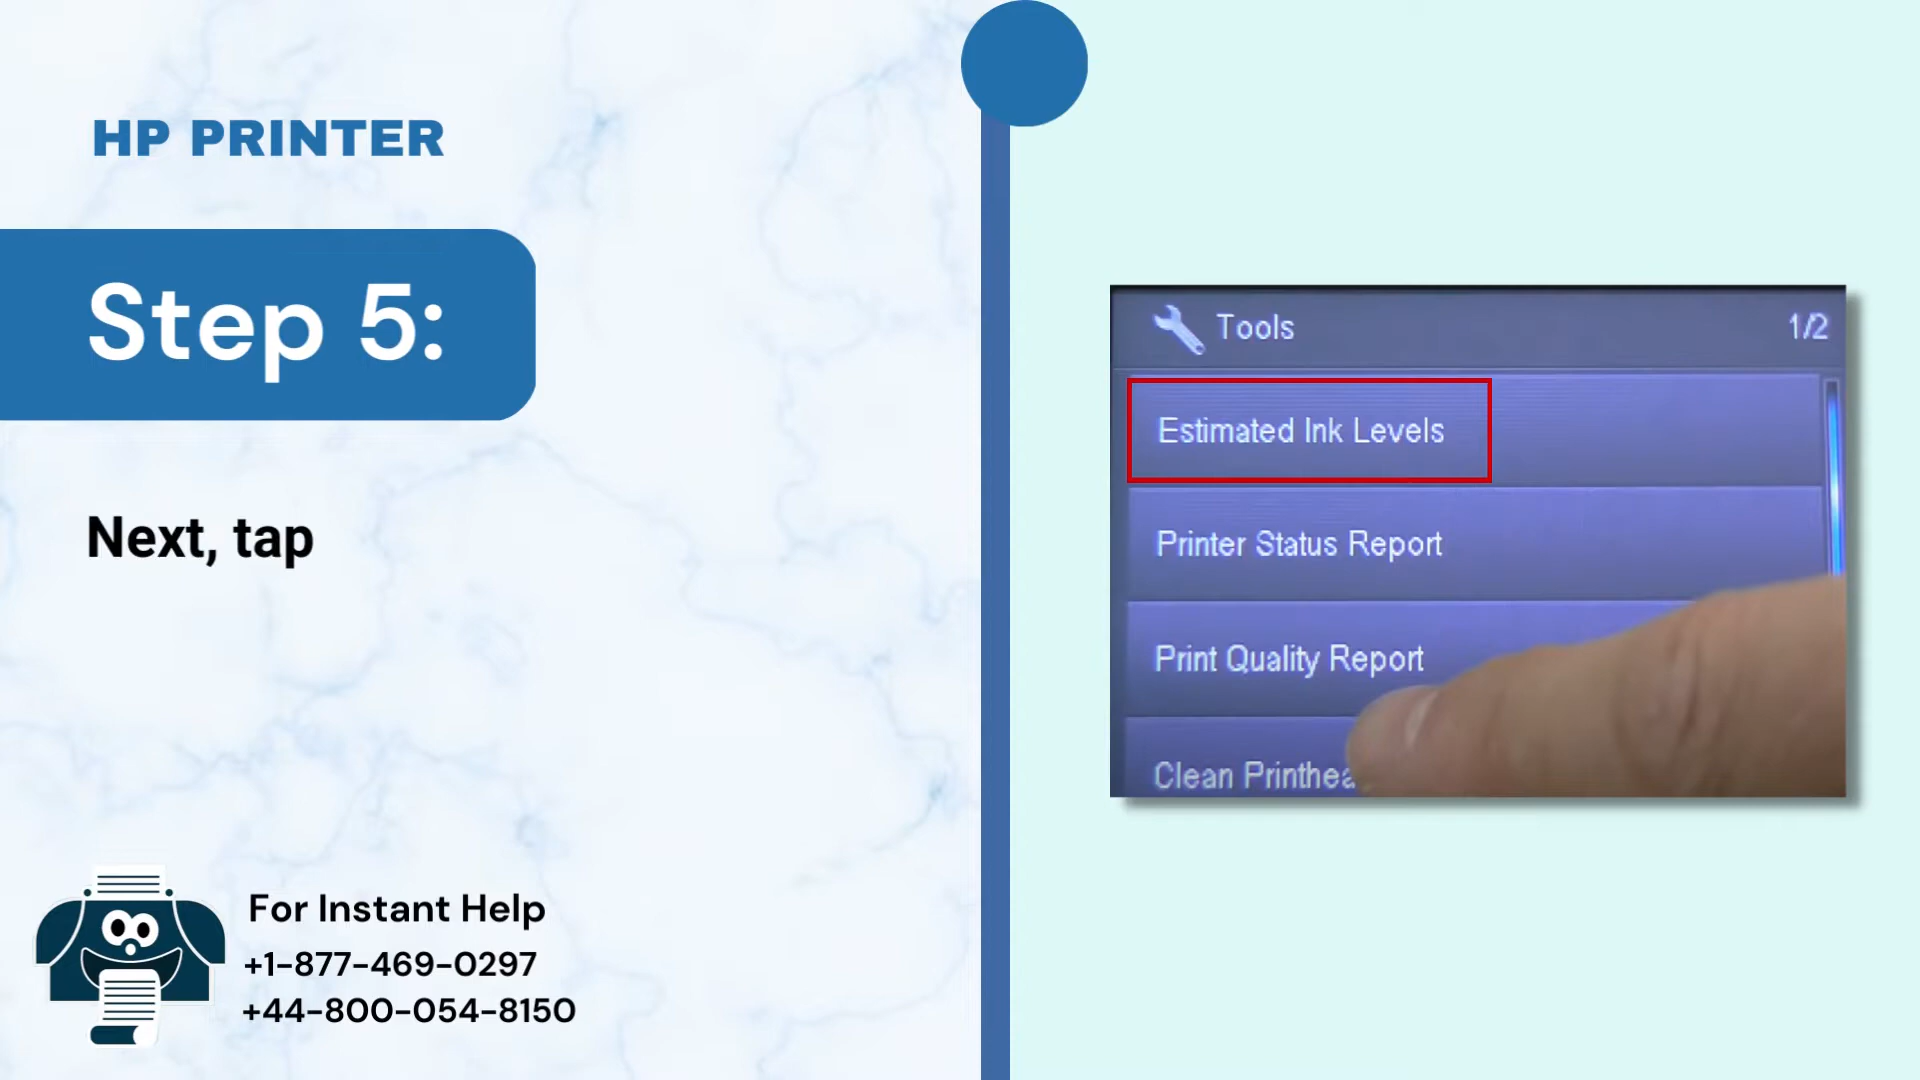 HP PRINTER
Step 5:
Next, tap
For Instant Help
+1-877-469-0297
+44-800-054-8150
Tools 1/2
Estimated Ink Levels
Printer Status Report
Print Quality Report
Clean